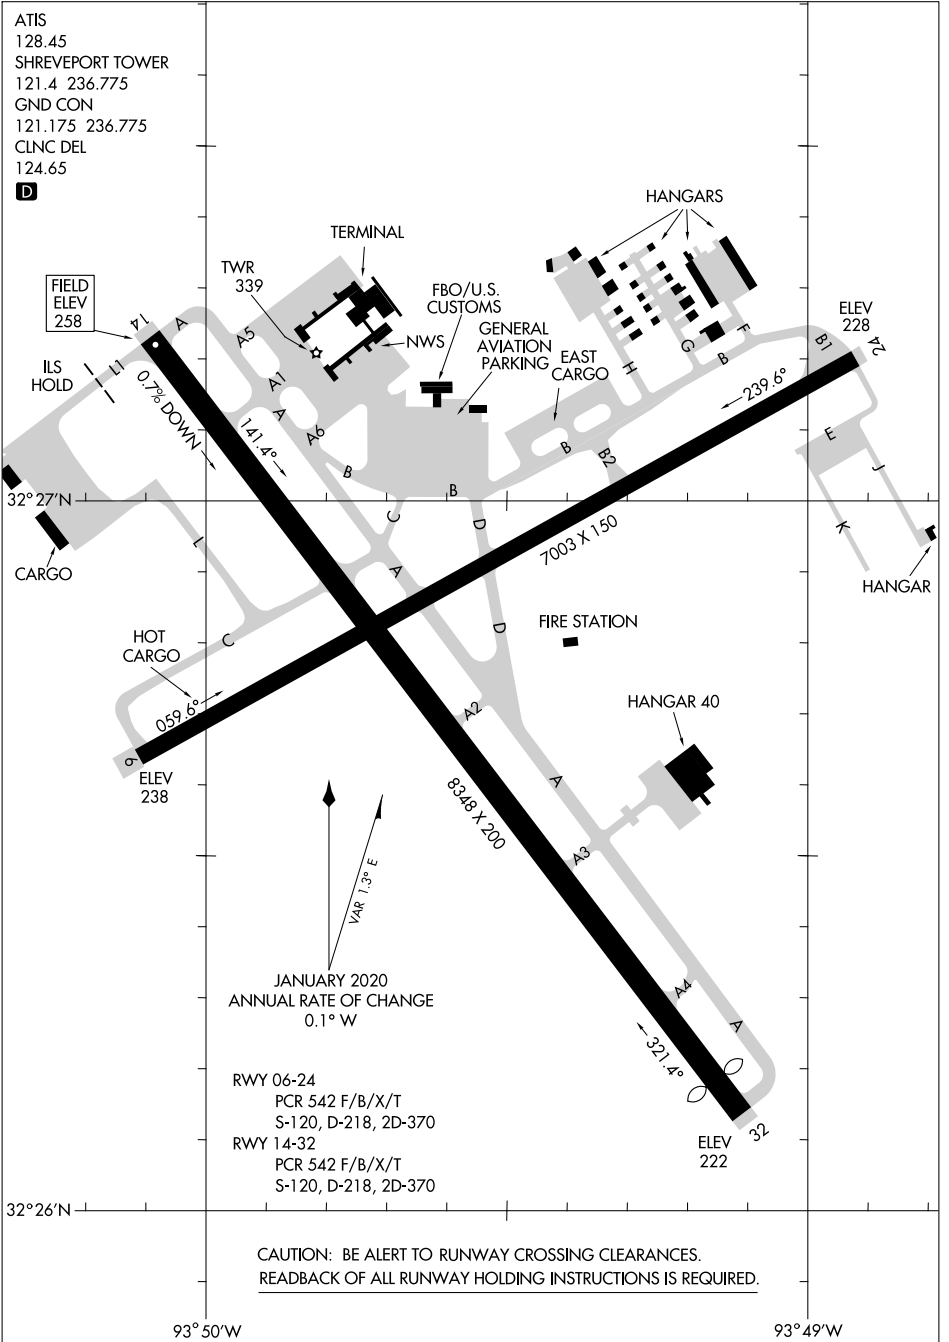 ATIS
128.45
SHREVEPORT TOWER
121.4 236.775
GND CON
121.175 236.775
CLNC DEL
124.65
D
HANGARS
TERMINAL
TWR
339
FBO/U.S.
CUSTOMS
FIELD
ELEV
258
14
A
A5
NWS
GENERAL
AVIATION
PARKING
EAST
CARGO
ELEV
228
24
F
B1
G
B
H
ILS
HOLD
L1
0.7% DOWN
A1
A
A6
141.4°
239.6°
B
B2
E
J
B
B
32°27'N
C
D
K
7003 X 150
L
CARGO
A
HANGAR
HOT
CARGO
C
D
FIRE STATION
059.6°
6
ELEV
238
A2
HANGAR 40
A
8348 X 200
A3
VAR 1.3° E
JANUARY 2020
ANNUAL RATE OF CHANGE
0.1° W
A4
A
321.4°
RWY 06-24
PCR 542 F/B/X/T
S-120, D-218, 2D-370
RWY 14-32
PCR 542 F/B/X/T
S-120, D-218, 2D-370
32
ELEV
222
32°26'N
CAUTION: BE ALERT TO RUNWAY CROSSING CLEARANCES.
READBACK OF ALL RUNWAY HOLDING INSTRUCTIONS IS REQUIRED.
93°50'W
93°49'W